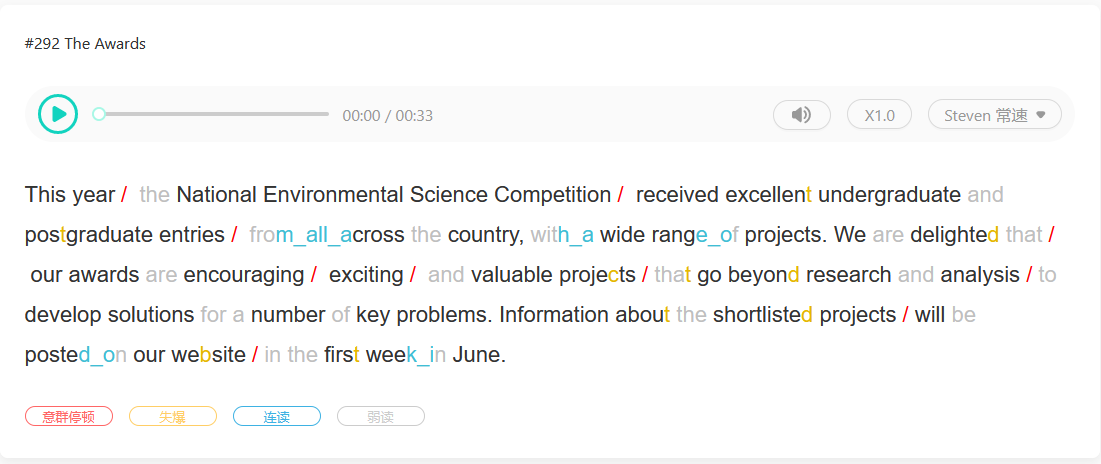 #292 The Awards
00:00 / 00:33
X1.0
Steven 常速
This year / the National Environmental Science Competition / received excellent undergraduate and
postgraduate entries / from_all_across the country, with_a wide range_of projects. We are delighted that /
our awards are encouraging / exciting / and valuable projects / that go beyond research and analysis / to
develop solutions for a number of key problems. Information about the shortlisted projects / will be
posted_on our website / in the first week_in June.
意群停顿
失爆
连读
弱读